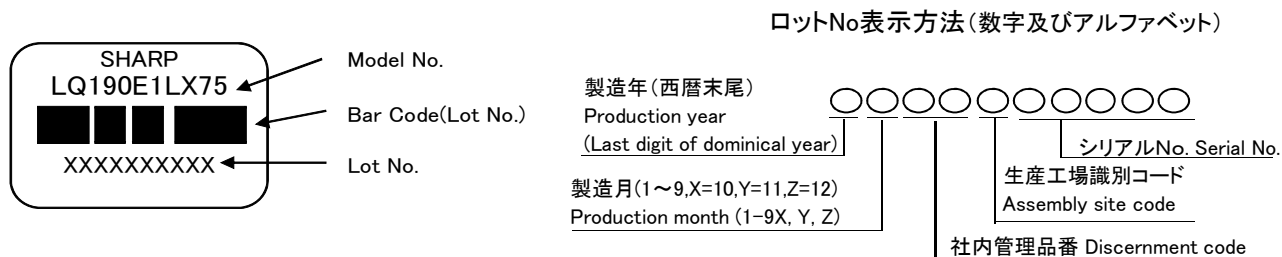 SHARP
LQ190E1LX75
XXXXXXXXXX
Model No.
Bar Code(Lot No.)
Lot No.
ロットNo表示方法(数字及びアルファベット)
製造年(西暦末尾)
Production year
(Last digit of dominical year)
製造月(1～9,X=10,Y=11,Z=12)
Production month (1-9X, Y, Z)
シリアルNo. Serial No.
生産工場識別コード
Assembly site code
社内管理品番 Discernment code